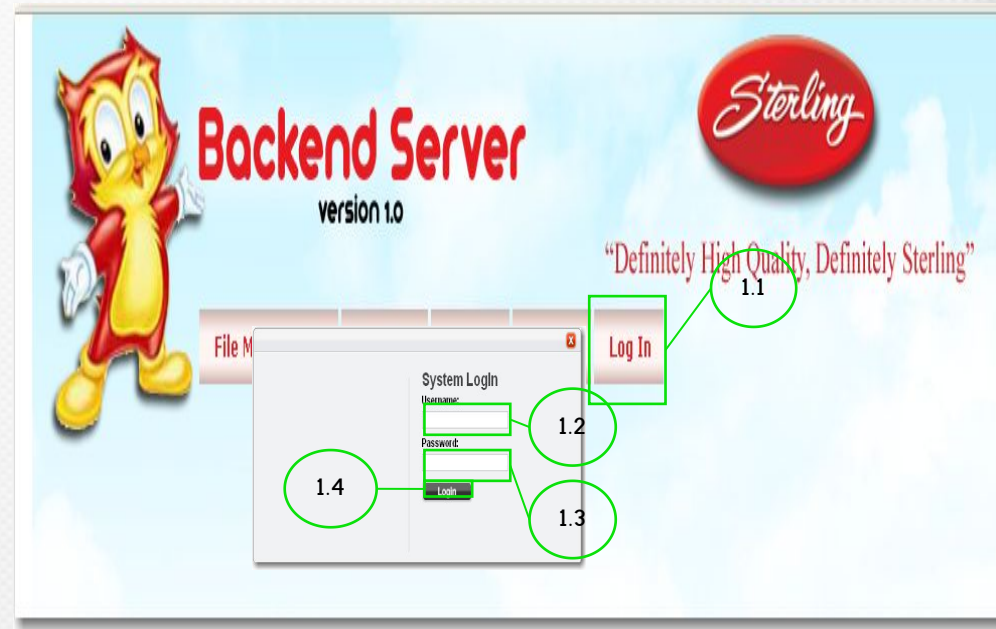 Sterling
Backend Server
version 1.0
“Definitely High Quality, Definitely Sterling”
1.1
File M
Log In
x
System LogIn
Username:
1.2
Password:
1.4
Login
1.3